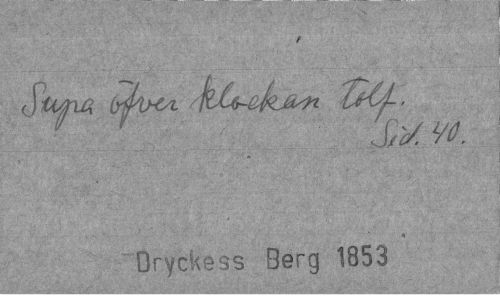 Supa öfver klockan tolf.
Sid. 40.
Dryckess Berg 1853